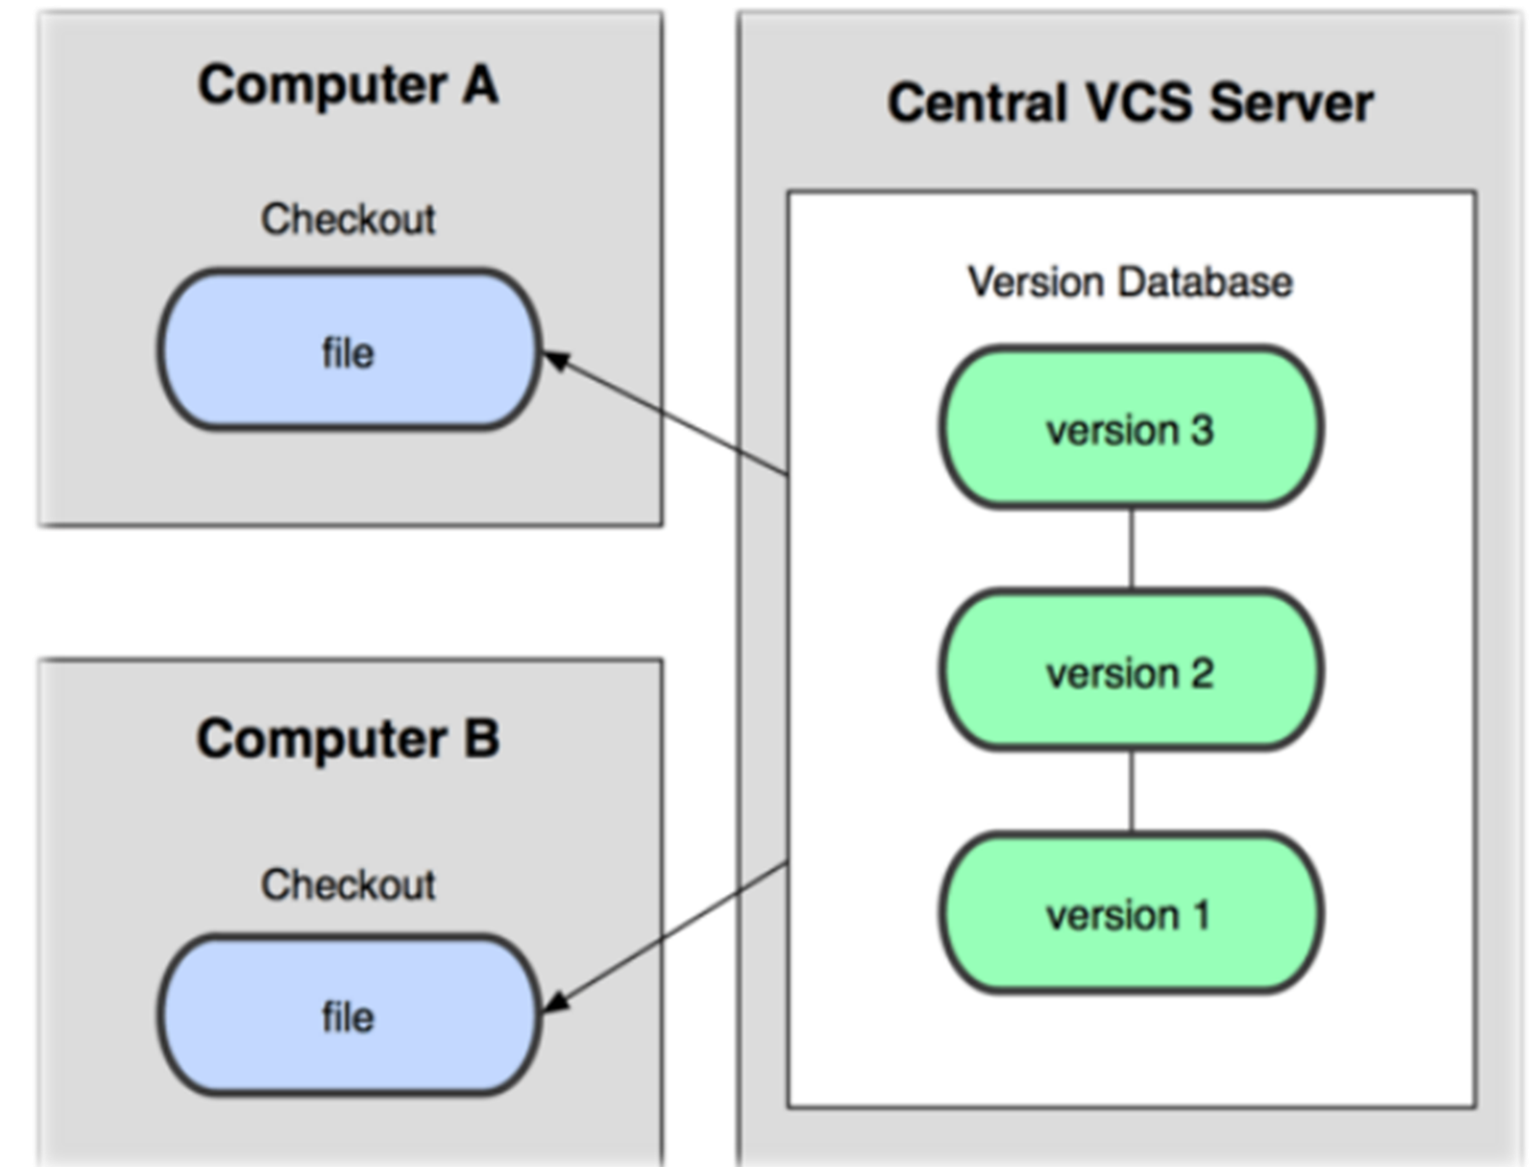 Computer A
Checkout
file
Computer B
Checkout
file
Central VCS Server
Version Database
version 3
version 2
version 1